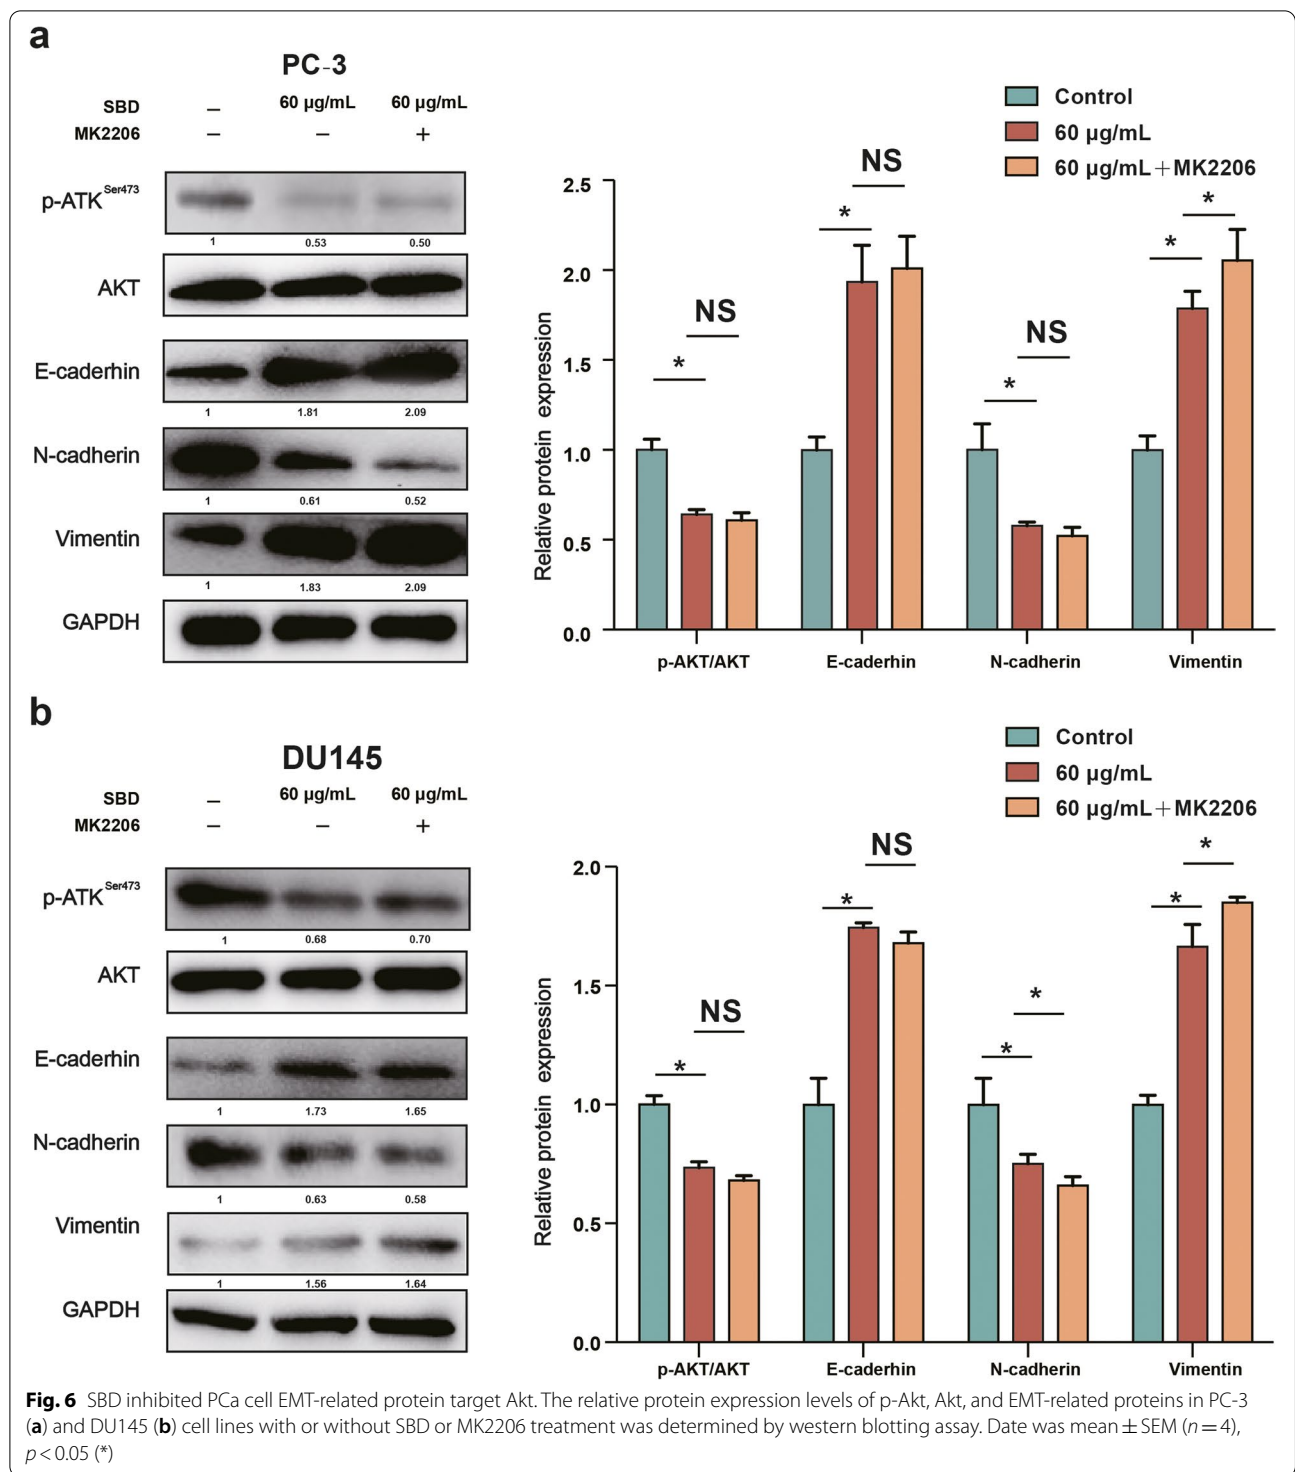 a
PC-3
SBD – 60 µg/mL 60 µg/mL
MK2206 – – +
p-ATK Ser473
1 0.53 0.50
AKT
E-caderhin
1 1.81 2.09
N-cadherin
1 0.61 0.52
Vimentin
1 1.83 2.09
GAPDH
Control
60 µg/mL
60 µg/mL+MK2206
Relative protein expression
2.5
2.0
1.5
1.0
0.5
0.0
* NS
* NS
* NS
* *
p-AKT/AKT E-caderhin N-cadherin Vimentin
b
DU145
SBD – 60 µg/mL 60 µg/mL
MK2206 – – +
p-ATK Ser473
1 0.68 0.70
AKT
E-caderhin
1 1.73 1.65
N-cadherin
1 0.63 0.58
Vimentin
1 1.56 1.64
GAPDH
Control
60 µg/mL
60 µg/mL+MK2206
Relative protein expression
2.0
1.5
1.0
0.5
0.0
* NS
* NS
* *
* *
p-AKT/AKT E-caderhin N-cadherin Vimentin
Fig. 6 SBD inhibited PCa cell EMT-related protein target Akt. The relative protein expression levels of p-Akt, Akt, and EMT-related proteins in PC-3
(a) and DU145 (b) cell lines with or without SBD or MK2206 treatment was determined by western blotting assay. Date was mean ± SEM (n = 4),
p < 0.05 (*)